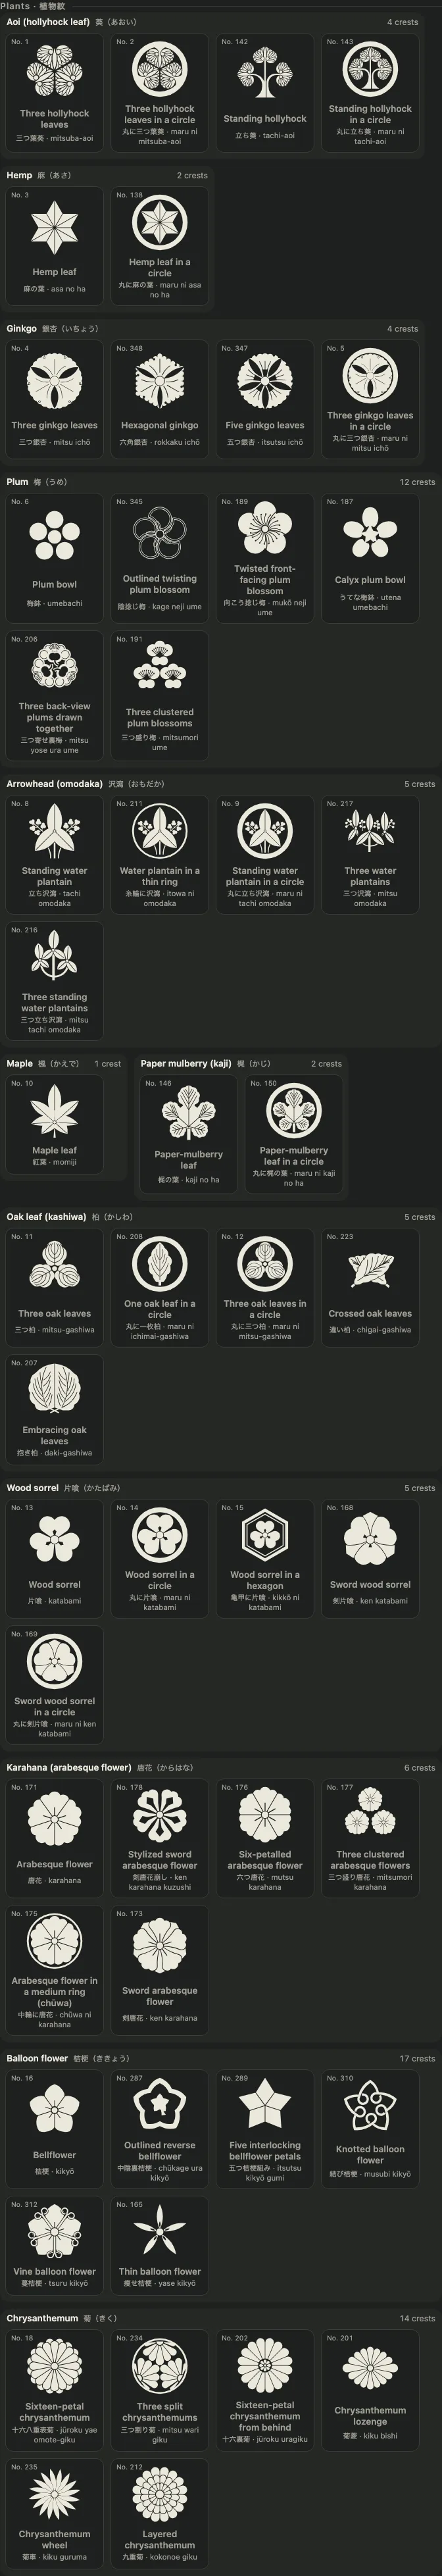 Plants · 植物紋
Aoi (hollyhock leaf) 葵（あおい） 4 crests
No. 1
Three hollyhock
leaves
三つ葉葵 · mitsuba-aoi
No. 2
Three hollyhock
leaves in a circle
丸に三つ葉葵 · maru ni
mitsuba-aoi
No. 142
Standing hollyhock
立ち葵 · tachi-aoi
No. 143
Standing hollyhock
in a circle
丸に立ち葵 · maru ni
tachi-aoi
Hemp 麻（あさ） 2 crests
No. 3
Hemp leaf
麻の葉 · asa no ha
No. 138
Hemp leaf in a
circle
丸に麻の葉 · maru ni asa
no ha
Ginkgo 銀杏（いちょう） 4 crests
No. 4
Three ginkgo leaves
三つ銀杏 · mitsu ichō
No. 348
Hexagonal ginkgo
六角銀杏 · rokkaku ichō
No. 347
Five ginkgo leaves
五つ銀杏 · itsutsu ichō
No. 5
Three ginkgo leaves
in a circle
丸に三つ銀杏 · maru ni
mitsu ichō
Plum 梅（うめ） 12 crests
No. 6
Plum bowl
梅鉢 · umebachi
No. 345
Outlined twisting
plum blossom
陰捻じ梅 · kage neji ume
No. 189
Twisted front-
facing plum
blossom
向こう捻じ梅 · mukō neji
ume
No. 187
Calyx plum bowl
うてな梅鉢 · utena
umebachi
No. 206
Three back-view
plums drawn
together
三つ寄せ裏梅 · mitsu
yose ura ume
No. 191
Three clustered
plum blossoms
三つ盛り梅 · mitsumori
ume
Arrowhead (omodaka) 沢瀉（おもだか） 5 crests
No. 8
Standing water
plantain
立ち沢瀉 · tachi
omodaka
No. 211
Water plantain in a
thin ring
糸輪に沢瀉 · itowa ni
omodaka
No. 9
Standing water
plantain in a circle
丸に立ち沢瀉 · maru ni
tachi omodaka
No. 217
Three water
plantains
三つ沢瀉 · mitsu
omodaka
No. 216
Three standing
water plantains
三つ立ち沢瀉 · mitsu
tachi omodaka
Maple 楓（かえで） 1 crest
No. 10
Maple leaf
紅葉 · momiji
Paper mulberry (kaji) 梶（かじ） 2 crests
No. 146
Paper-mulberry
leaf
梶の葉 · kaji no ha
No. 150
Paper-mulberry
leaf in a circle
丸に梶の葉 · maru ni kaji
no ha
Oak leaf (kashiwa) 柏（かしわ） 5 crests
No. 11
Three oak leaves
三つ柏 · mitsu-gashiwa
No. 208
One oak leaf in a
circle
丸に一枚柏 · maru ni
ichimai-gashiwa
No. 12
Three oak leaves in
a circle
丸に三つ柏 · maru ni
mitsu-gashiwa
No. 223
Crossed oak leaves
違い柏 · chigai-gashiwa
No. 207
Embracing oak
leaves
抱き柏 · daki-gashiwa
Wood sorrel 片喰（かたばみ） 5 crests
No. 13
Wood sorrel
片喰 · katabami
No. 14
Wood sorrel in a
circle
丸に片喰 · maru ni
katabami
No. 15
Wood sorrel in a
hexagon
亀甲に片喰 · kikkō ni
katabami
No. 168
Sword wood sorrel
剣片喰 · ken katabami
No. 169
Sword wood sorrel
in a circle
丸に剣片喰 · maru ni ken
katabami
Karahana (arabesque flower) 唐花（からはな） 6 crests
No. 171
Arabesque flower
唐花 · karahana
No. 178
Stylized sword
arabesque flower
剣唐花崩し · ken
karahana kuzushi
No. 176
Six-petalled
arabesque flower
六つ唐花 · mutsu
karahana
No. 177
Three clustered
arabesque flowers
三つ盛り唐花 · mitsumori
karahana
No. 175
Arabesque flower in
a medium ring
(chūwa)
中輪に唐花 · chūwa ni
karahana
No. 173
Sword arabesque
flower
剣唐花 · ken karahana
Balloon flower 桔梗（ききょう） 17 crests
No. 16
Bellflower
桔梗 · kikyō
No. 287
Outlined reverse
bellflower
中陰裏桔梗 · chūkage ura
kikyō
No. 289
Five interlocking
bellflower petals
五つ桔梗組み · itsutsu
kikyō gumi
No. 310
Knotted balloon
flower
結び桔梗 · musubi kikyō
No. 312
Vine balloon flower
蔓桔梗 · tsuru kikyō
No. 165
Thin balloon flower
痩せ桔梗 · yase kikyō
Chrysanthemum 菊（きく） 14 crests
No. 18
Sixteen-petal
chrysanthemum
十六八重表菊 · jūroku yae
omote-giku
No. 234
Three split
chrysanthemums
三つ割り菊 · mitsu wari
giku
No. 202
Sixteen-petal
chrysanthemum
from behind
十六裏菊 · jūroku uragiku
No. 201
Chrysanthemum
lozenge
菊菱 · kiku bishi
No. 235
Chrysanthemum
wheel
菊車 · kiku guruma
No. 212
Layered
chrysanthemum
九重菊 · kokonoe giku